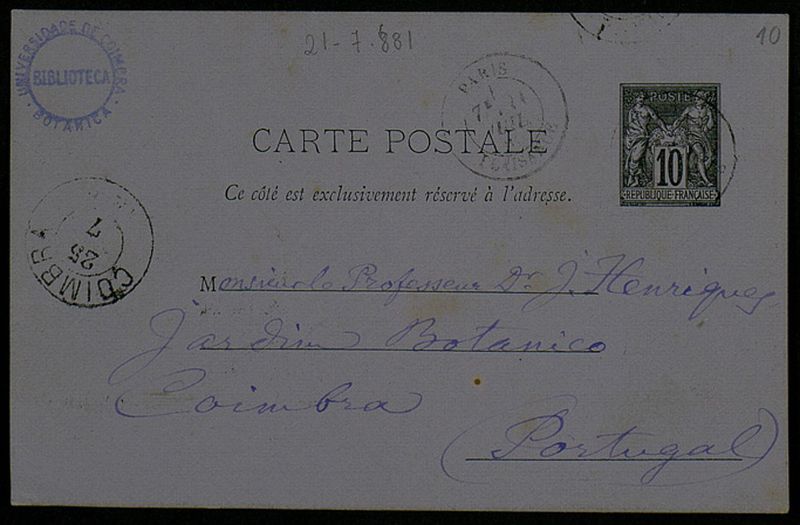 21-7-881
10
UNIVERSIDADE DE COIMBRA
BIBLIOTECA
BOTANICA
PARIS
CARTE POSTALE
POSTE
10
REPUBLIQUE FRANÇAISE
Ce côté est exclusivement réservé à l'adresse.
COIMBRA
25
7
Monsieur le Professeur Dr. J. Henriques
Jardim Botanico
Coimbra
(Portugal)